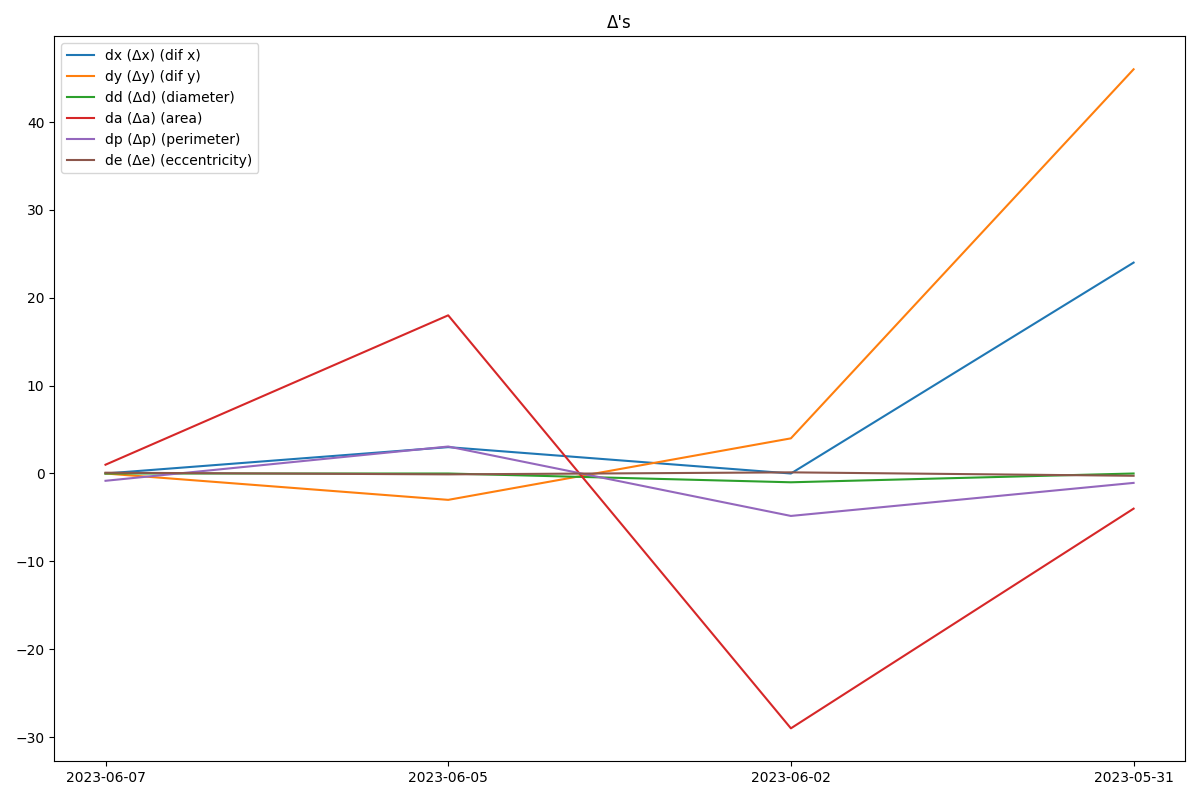 Δ's
dx (Δx) (dif x)
dy (Δy) (dif y)
dd (Δd) (diameter)
da (Δa) (area)
dp (Δp) (perimeter)
de (Δe) (eccentricity)
40
30
20
10
0
−10
−20
−30
2023-06-07 2023-06-05 2023-06-02 2023-05-31